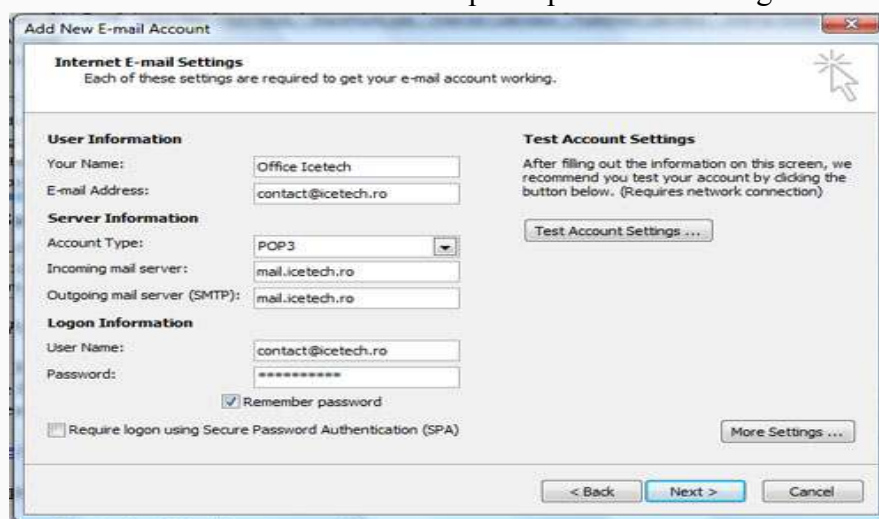 Add New E-mail Account
Internet E-mail Settings
Each of these settings are required to get your e-mail account working.
User Information
Your Name:
Office Icetech
E-mail Address:
contact@icetech.ro
Server Information
Account Type:
POP3
Incoming mail server:
mail.icetech.ro
Outgoing mail server (SMTP):
mail.icetech.ro
Logon Information
User Name:
contact@icetech.ro
Password:
**********
Remember password
Require logon using Secure Password Authentication (SPA)
Test Account Settings
After filling out the information on this screen, we
recommend you test your account by clicking the
button below. (Requires network connection)
Test Account Settings ...
More Settings ...
< Back
Next >
Cancel